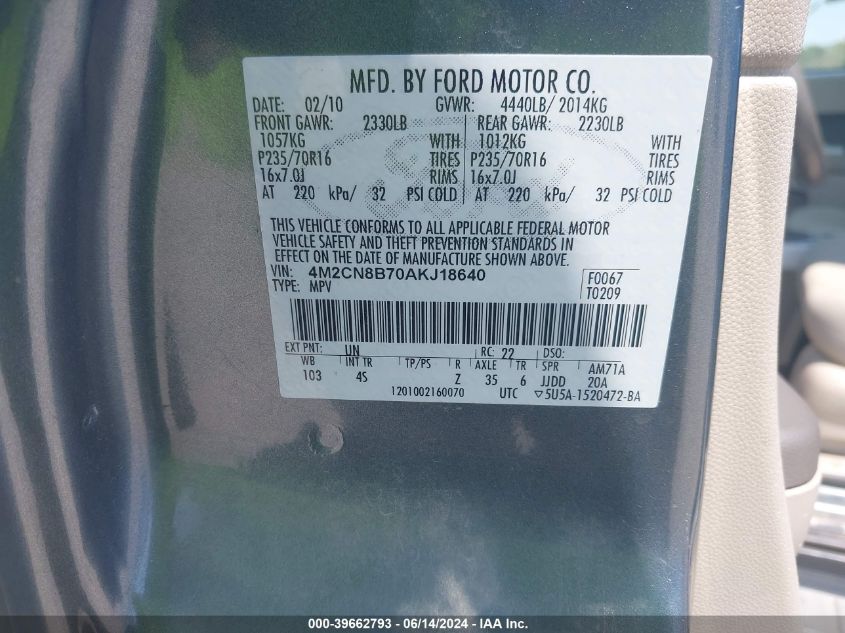 MFD. BY FORD MOTOR CO.
DATE: 02/10 GVWR: 4440LB/ 2014KG
FRONT GAWR: 2330LB REAR GAWR: 2230LB
1057KG WITH 1012KG WITH
P235/70R16 TIRES P235/70R16 TIRES
16x7.0J RIMS 16x7.0J RIMS
AT 220 kPa/ 32 PSI COLD AT 220 kPa/ 32 PSI COLD
THIS VEHICLE CONFORMS TO ALL APPLICABLE FEDERAL MOTOR
VEHICLE SAFETY AND THEFT PREVENTION STANDARDS IN
EFFECT ON THE DATE OF MANUFACTURE SHOWN ABOVE.
VIN: 4M2CN8B70AKJ18640 F0067
TYPE: MPV T0209
EXT PNT: UN RC: 22 DSO:
WB INT TR TP/PS R AXLE TR SPR AM71A
103 4S Z 35 6 JJDD 20A
1201002160070 UTC ▽5U5A-1520472-BA
000-39662793 - 06/14/2024 - IAA Inc.